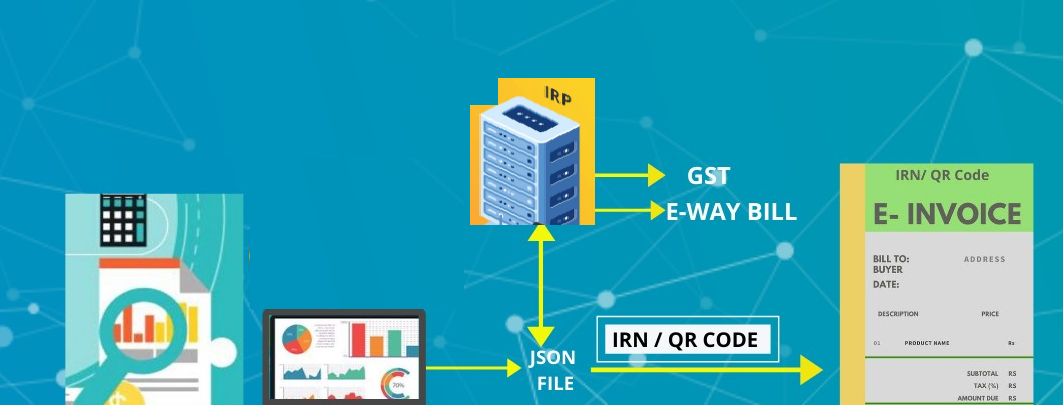 IRP
GST
E-WAY BILL
JSON
FILE
IRN / QR CODE
70%
IRN/ QR Code
E- INVOICE
BILL TO:
BUYER
ADDRESS
DATE:
DESCRIPTION PRICE
01 PRODUCT NAME Rs
SUBTOTAL RS
TAX (%) RS
AMOUNT DUE RS